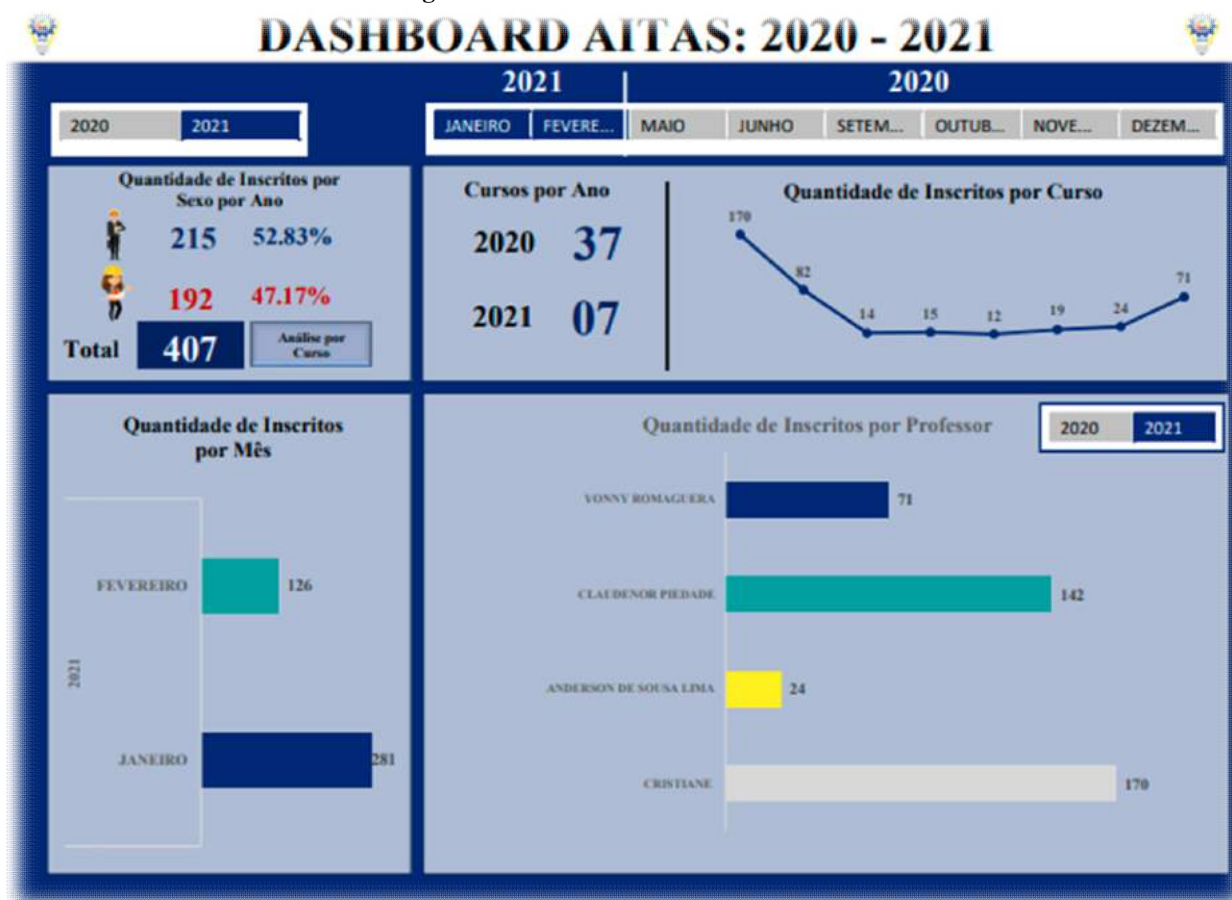 DASHBOARD AITAS: 2020 - 2021
2021 2020
2020 2021
JANEIRO FEVERE... MAIO JUNHO SETEM... OUTUB... NOVE... DEZEM...
Quantidade de Inscritos por
Sexo por Ano
215 52.83%
192 47.17%
Total 407 Análise por
Curso
Cursos por Ano
2020 37
2021 07
Quantidade de Inscritos por Curso
170
82
14
15
12
19
24
71
Quantidade de Inscritos
por Mês
2021
FEVEREIRO 126
JANEIRO 281
Quantidade de Inscritos por Professor
2020 2021
YONNY ROMAGUERA 71
CLAUDENOR PIEDADE 142
ANDERSON DE SOUSA LIMA 24
CRISTIANE 170